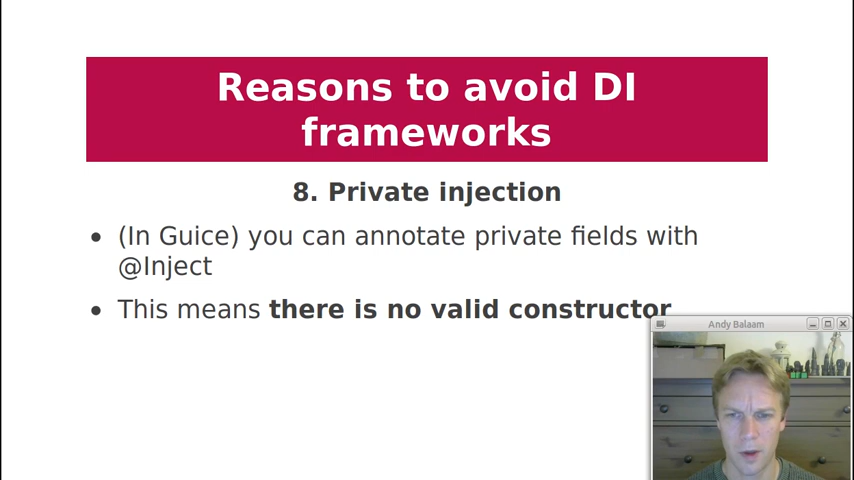 Reasons to avoid DI
frameworks
8. Private injection
• (In Guice) you can annotate private fields with
@Inject
• This means there is no valid constructor
Andy Balaam